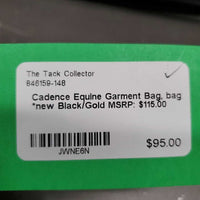 The Tack Collector
846159-148
Cadence Equine Garment Bag, bag
*new Black/Gold MSRP: $115.00
$95.00
JWNE6N